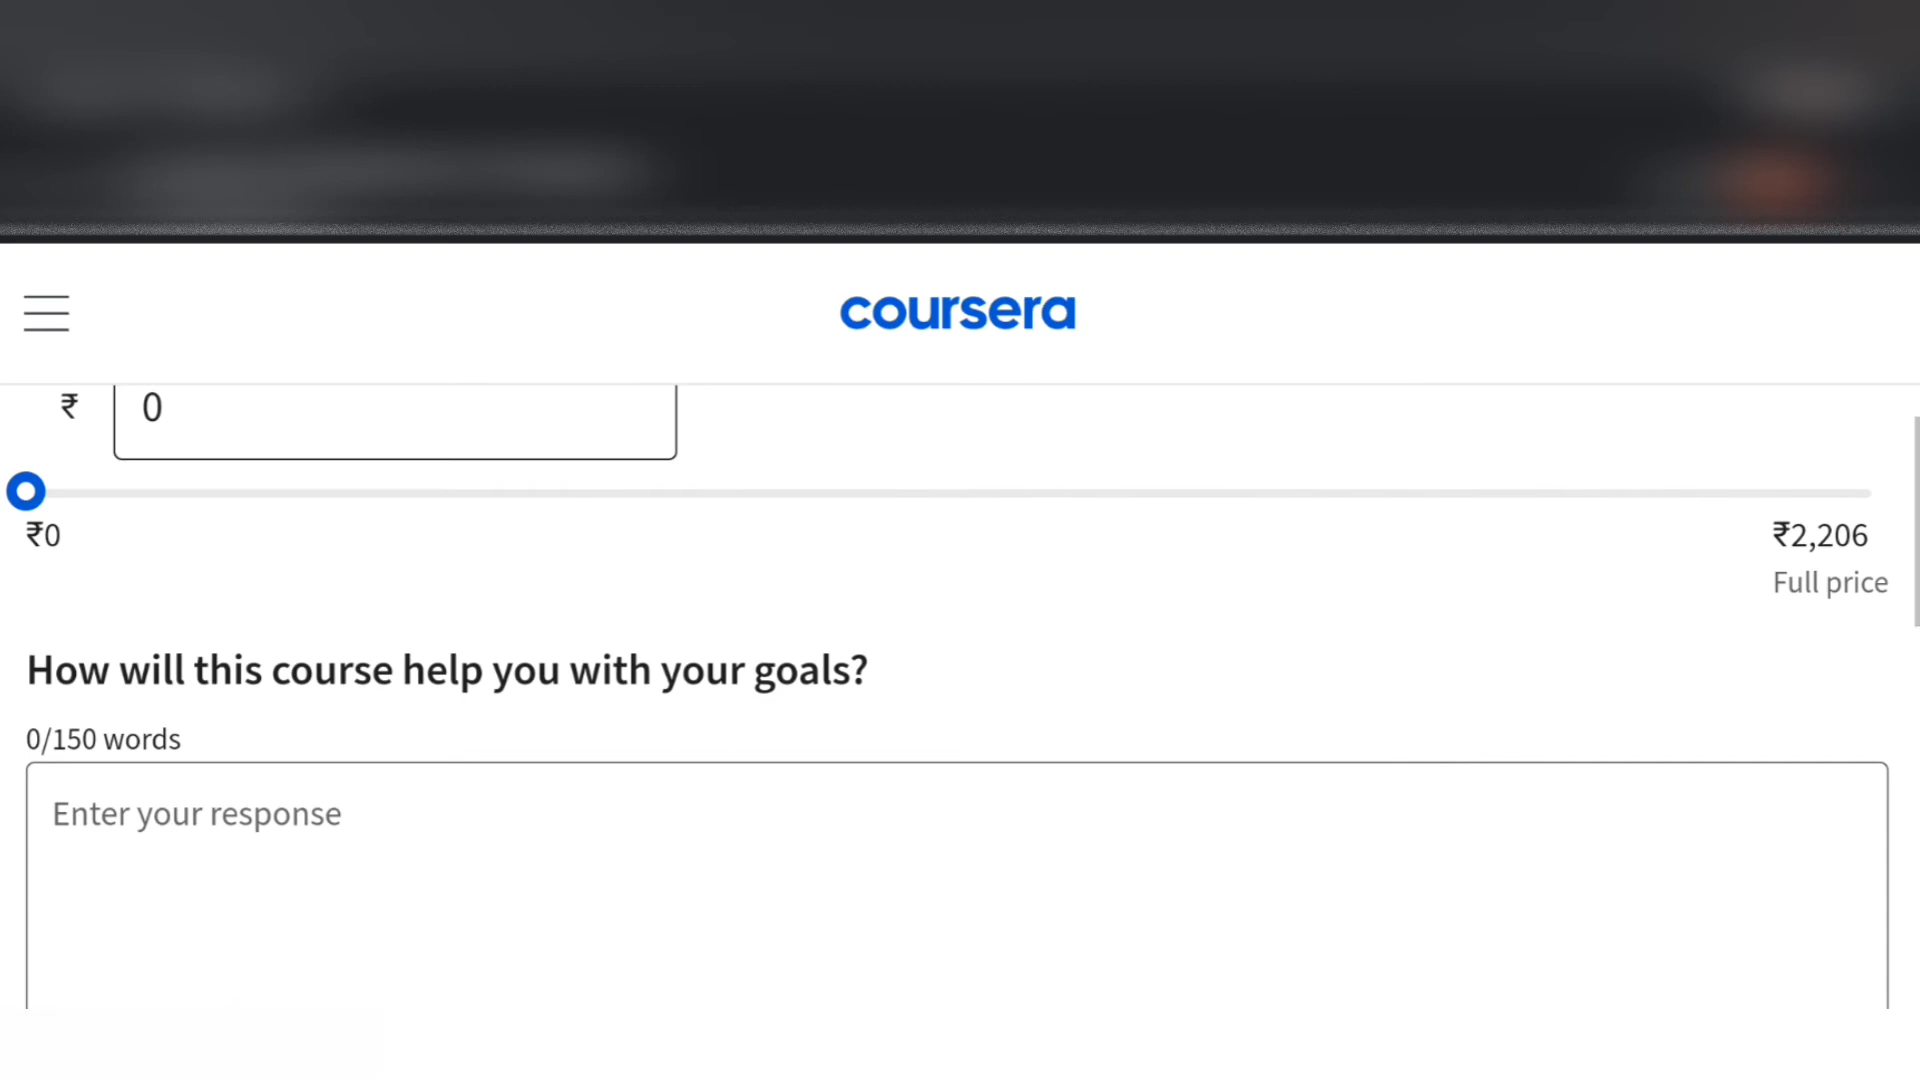 coursera
₹ 0
₹0 ₹2,206
Full price
How will this course help you with your goals?
0/150 words
Enter your response